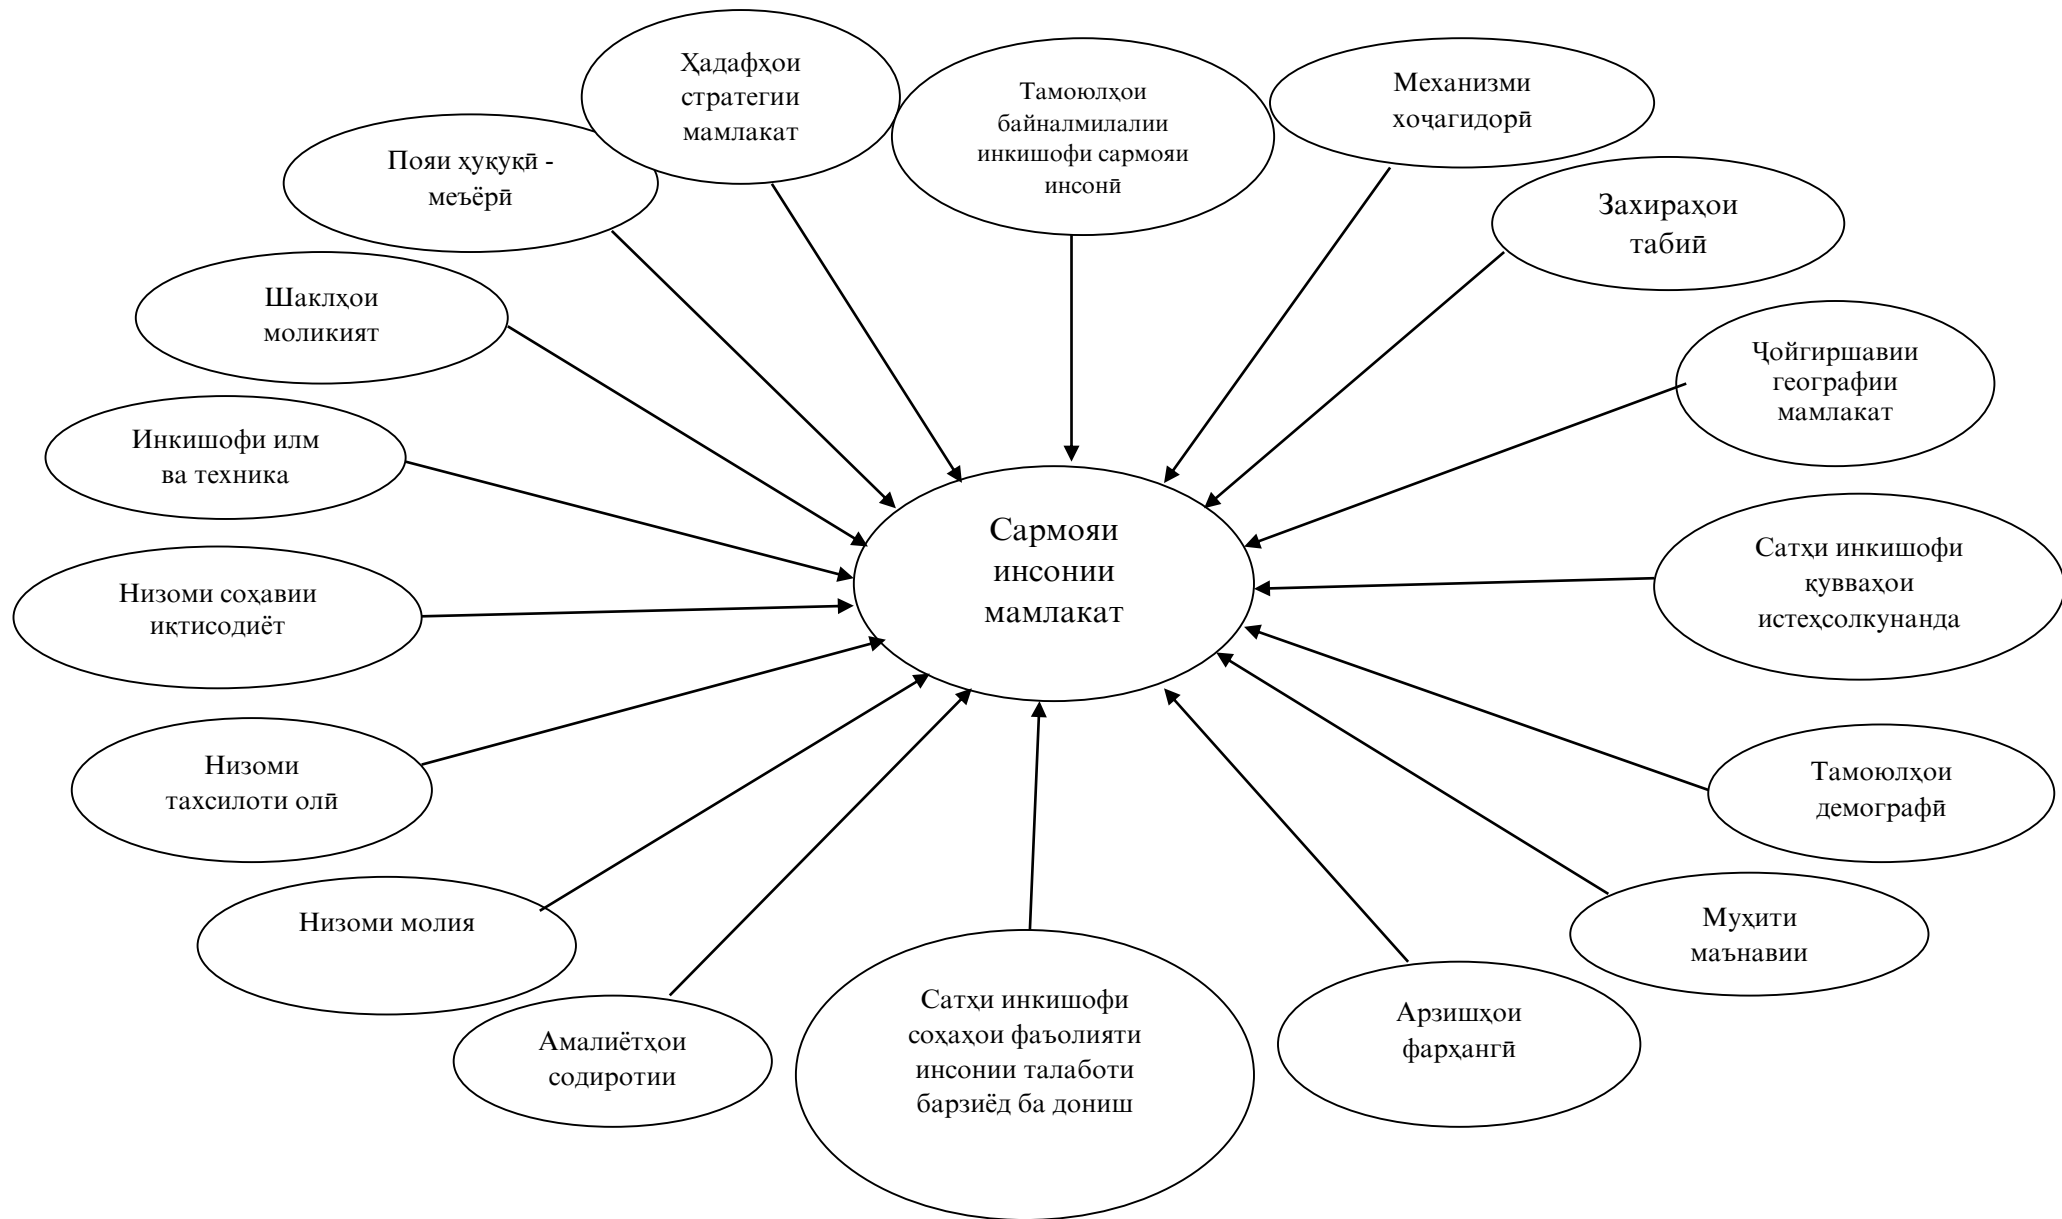 Ҳадафҳои
стратегии
мамлакат
Тамоюлҳои
байналмилалии
инкишофи сармояи
инсонӣ
Механизми
хоҷагидорӣ
Пояи ҳуқуқӣ -
меъёрӣ
Захираҳои
табиӣ
Шаклҳои
моликият
Ҷойгиршавии
географии
мамлакат
Инкишофи илм
ва техника
Сармояи
инсонии
мамлакат
Сатҳи инкишофи
қувваҳои
истеҳсолкунанда
Низоми соҳавии
иқтисодиёт
Низоми
тахсилоти олӣ
Тамоюлҳои
демографӣ
Низоми молия
Муҳити
маънавии
Амалиётҳои
содиротии
Сатҳи инкишофи
соҳаҳои фаъолияти
инсонии талаботи
барзиёд ба дониш
Арзишҳои
фарҳангӣ